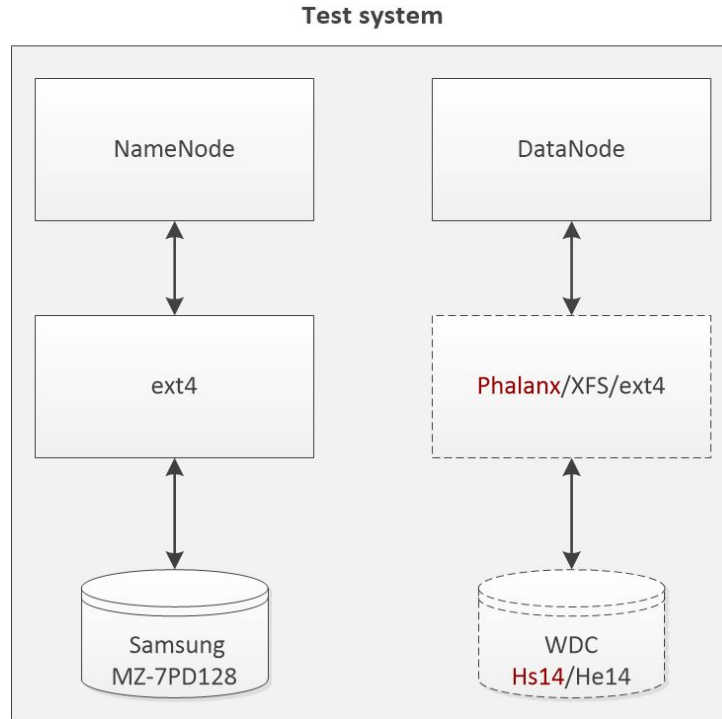 Test system
NameNode
DataNode
ext4
Phalanx/XFS/ext4
Samsung
MZ-7PD128
WDC
Hs14/He14